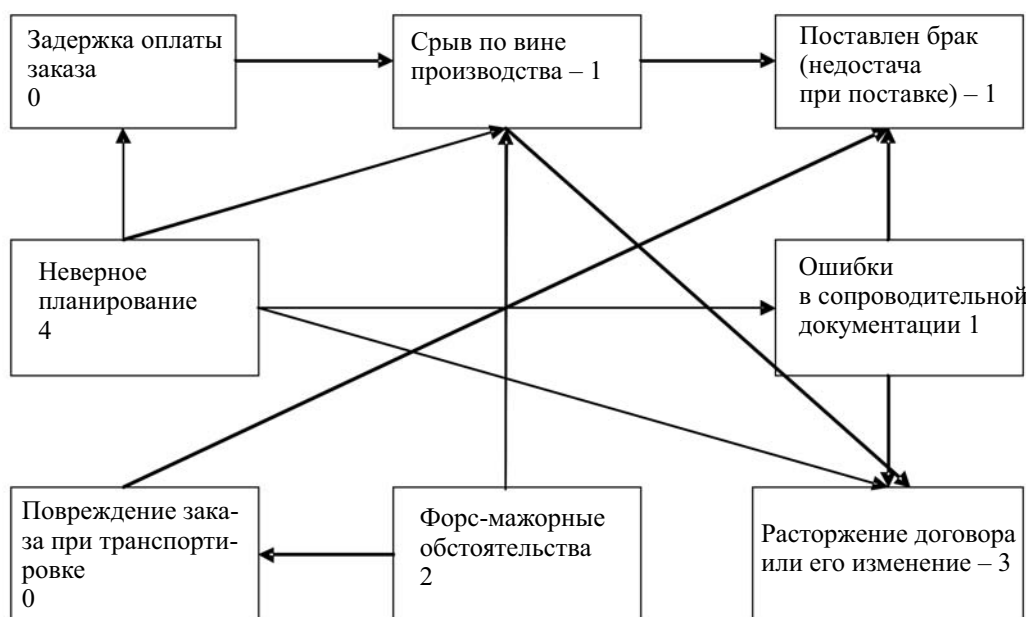 Задержка оплаты
заказа
0
Срыв по вине
производства – 1
Поставлен брак
(недостача
при поставке) – 1
Неверное
планирование
4
Ошибки
в сопроводительной
документации 1
Повреждение зака-
за при транспорти-
ровке
0
Форс-мажорные
обстоятельства
2
Расторжение договора
или его изменение – 3